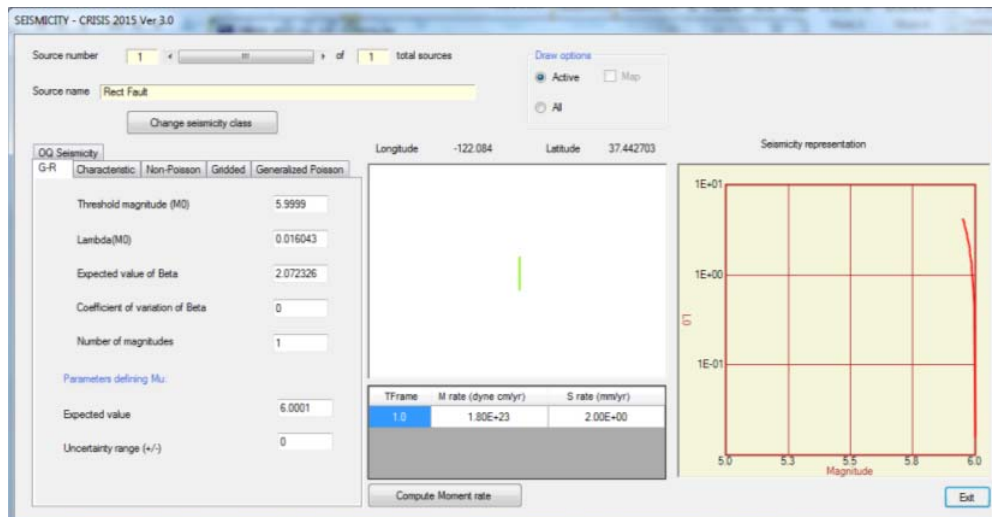 SEISMICITY - CRISIS 2015 Ver 3.0
Source number 1 of 1 total sources
Draw options
Active Map
All
Source name Rect Fault
Change seismicity class
Longitude -122.084 Latitude 37.442703
Seismicity representation
OQ Seismicity
G-R Characteristic Non-Poisson Gridded Generalized Poisson
Threshold magnitude (M0) 5.9999
Lambda(M0) 0.016043
Expected value of Beta 2.072326
Coefficient of variation of Beta 0
Number of magnitudes 1
Parameters defining Mu:
Expected value 6.0001
Uncertainty range (+/-) 0
TFrame M rate (dyne cm/yr) S rate (mm/yr)
1.0 1.80E+23 2.00E+00
Compute Moment rate
1E+01
1E+00
1E-01
5.0 5.3 5.5 5.8 6.0
Magnitude
Exit